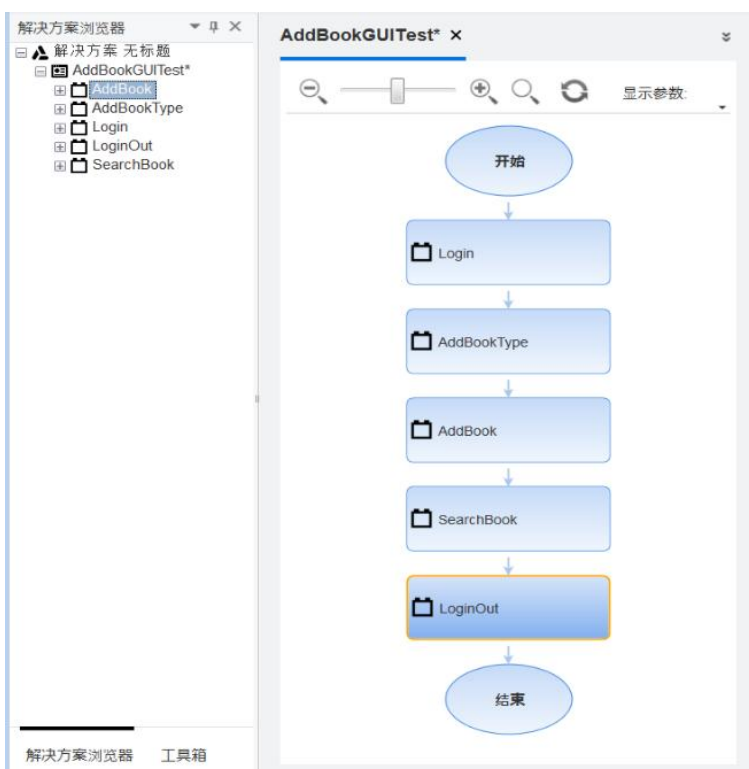 解决方案浏览器
解决方案 无标题
AddBookGUITest*
AddBook
AddBookType
Login
LoginOut
SearchBook
解决方案浏览器 工具箱
AddBookGUITest* ×
显示参数:
开始
Login
AddBookType
AddBook
SearchBook
LoginOut
结束